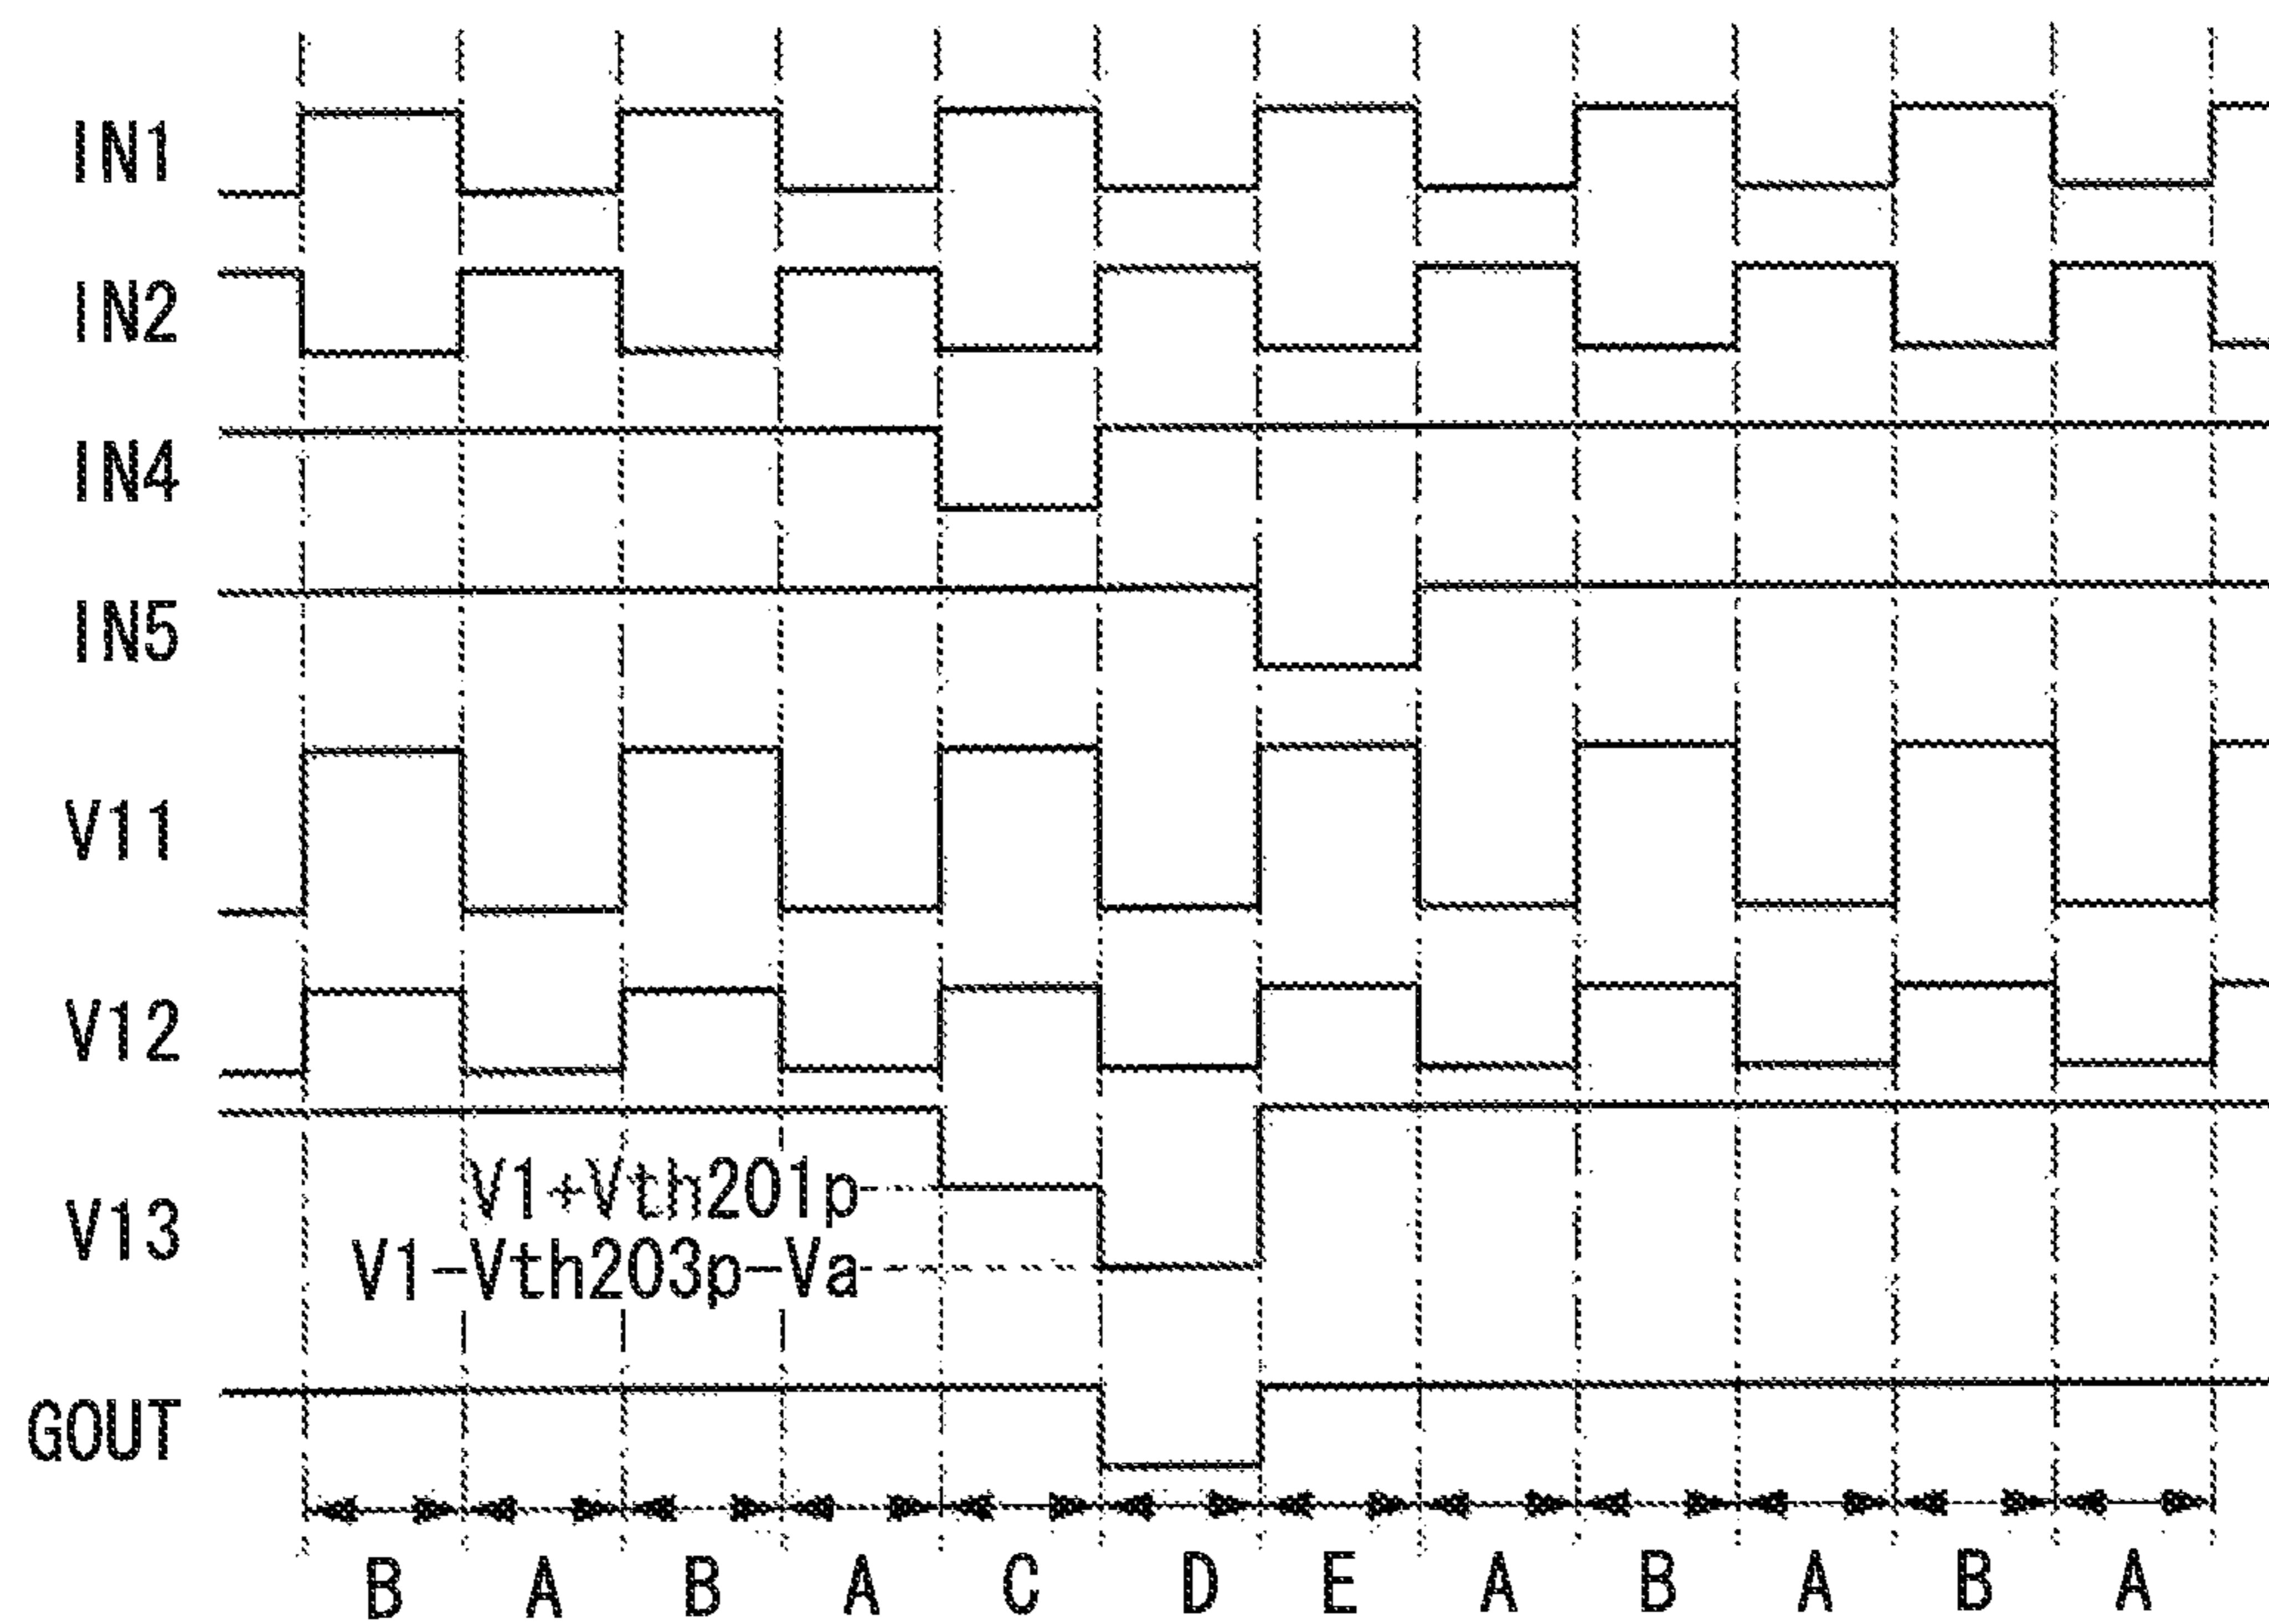 IN1
IN2
IN4
IN5
V11
V12
V1+Vth201p
V13
V1-Vth203p-Va
GOUT
B A B A C D E A B A B A